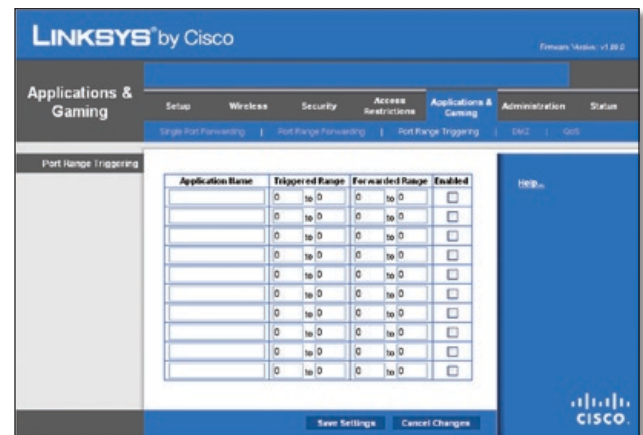 LINKSYS® by Cisco
Firmware Version: v1.00.0
Applications & Gaming
Setup Wireless Security Access Restrictions Applications & Gaming Administration Status
Single Port Forwarding | Port Range Forwarding | Port Range Triggering | DMZ | QoS
Port Range Triggering
Application Name Triggered Range Forwarded Range Enabled
0 to 0 0 to 0
0 to 0 0 to 0
0 to 0 0 to 0
0 to 0 0 to 0
0 to 0 0 to 0
0 to 0 0 to 0
0 to 0 0 to 0
0 to 0 0 to 0
0 to 0 0 to 0
0 to 0 0 to 0
Help...
Save Settings Cancel Changes
CISCO.